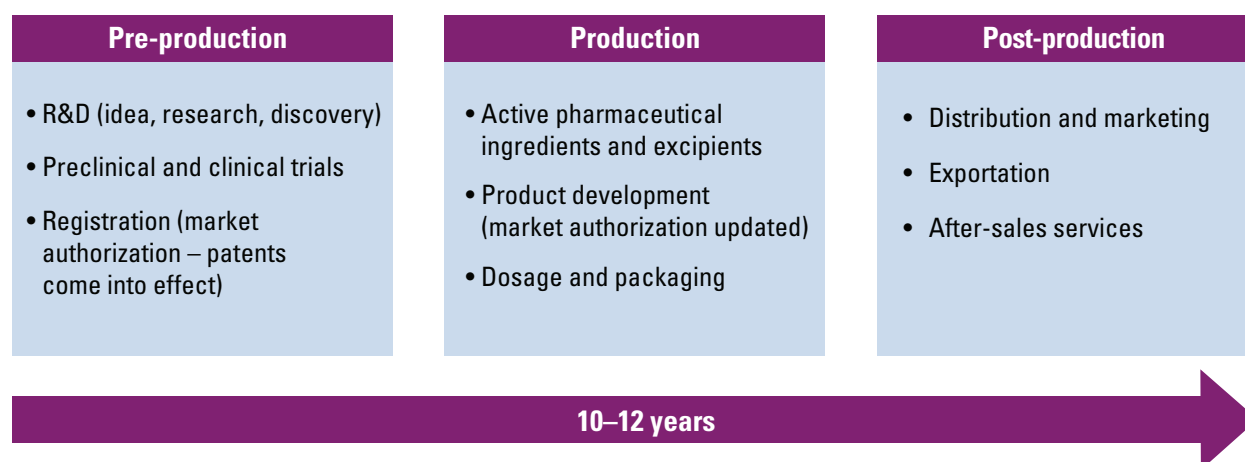 Pre-production
• R&D (idea, research, discovery)
• Preclinical and clinical trials
• Registration (market
authorization – patents
come into effect)
Production
• Active pharmaceutical
ingredients and excipients
• Product development
(market authorization updated)
• Dosage and packaging
Post-production
• Distribution and marketing
• Exportation
• After-sales services
10–12 years